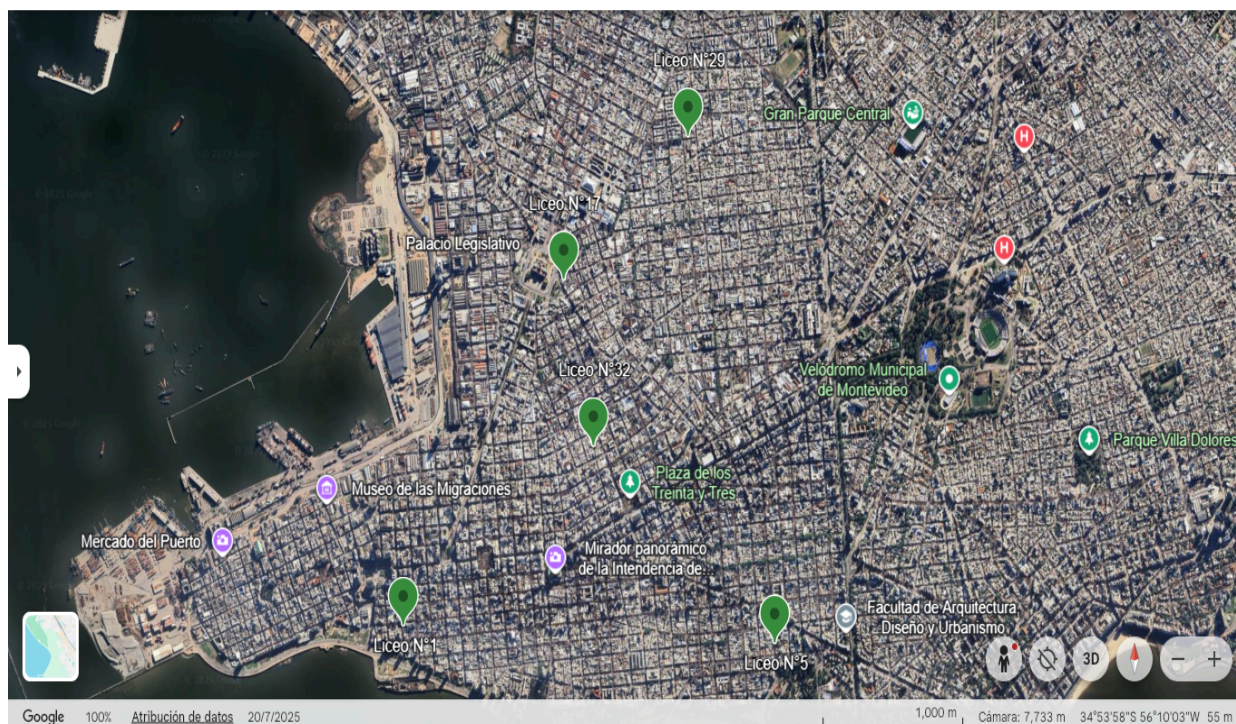 © 2025 Google
Liceo N°29
Gran Parque Central
H
Liceo N°17
Palacio Legislativo
H
Liceo N°32
Velódromo Municipal
de Montevideo
Parque Villa Dolores
Plaza de los
Treinta y Tres
Museo de las Migraciones
Mercado del Puerto
Mirador panorámico
de la Intendencia de...
Liceo N°1
Facultad de Arquitectura
Diseño y Urbanismo
Liceo N°5
3D
Google 100% Atribución de datos 20/7/2025 1,000 m Cámara: 7,733 m 34°53'58"S 56°10'03"W 55 m